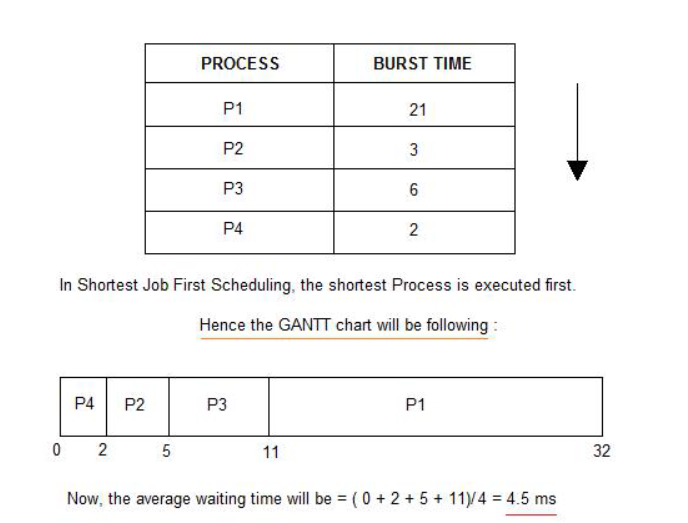 PROCESS BURST TIME
P1 21
P2 3
P3 6
P4 2
In Shortest Job First Scheduling, the shortest Process is executed first.
Hence the GANTT chart will be following :
P4 P2 P3 P1
0 2 5 11 32
Now, the average waiting time will be = ( 0 + 2 + 5 + 11)/4 = 4.5 ms